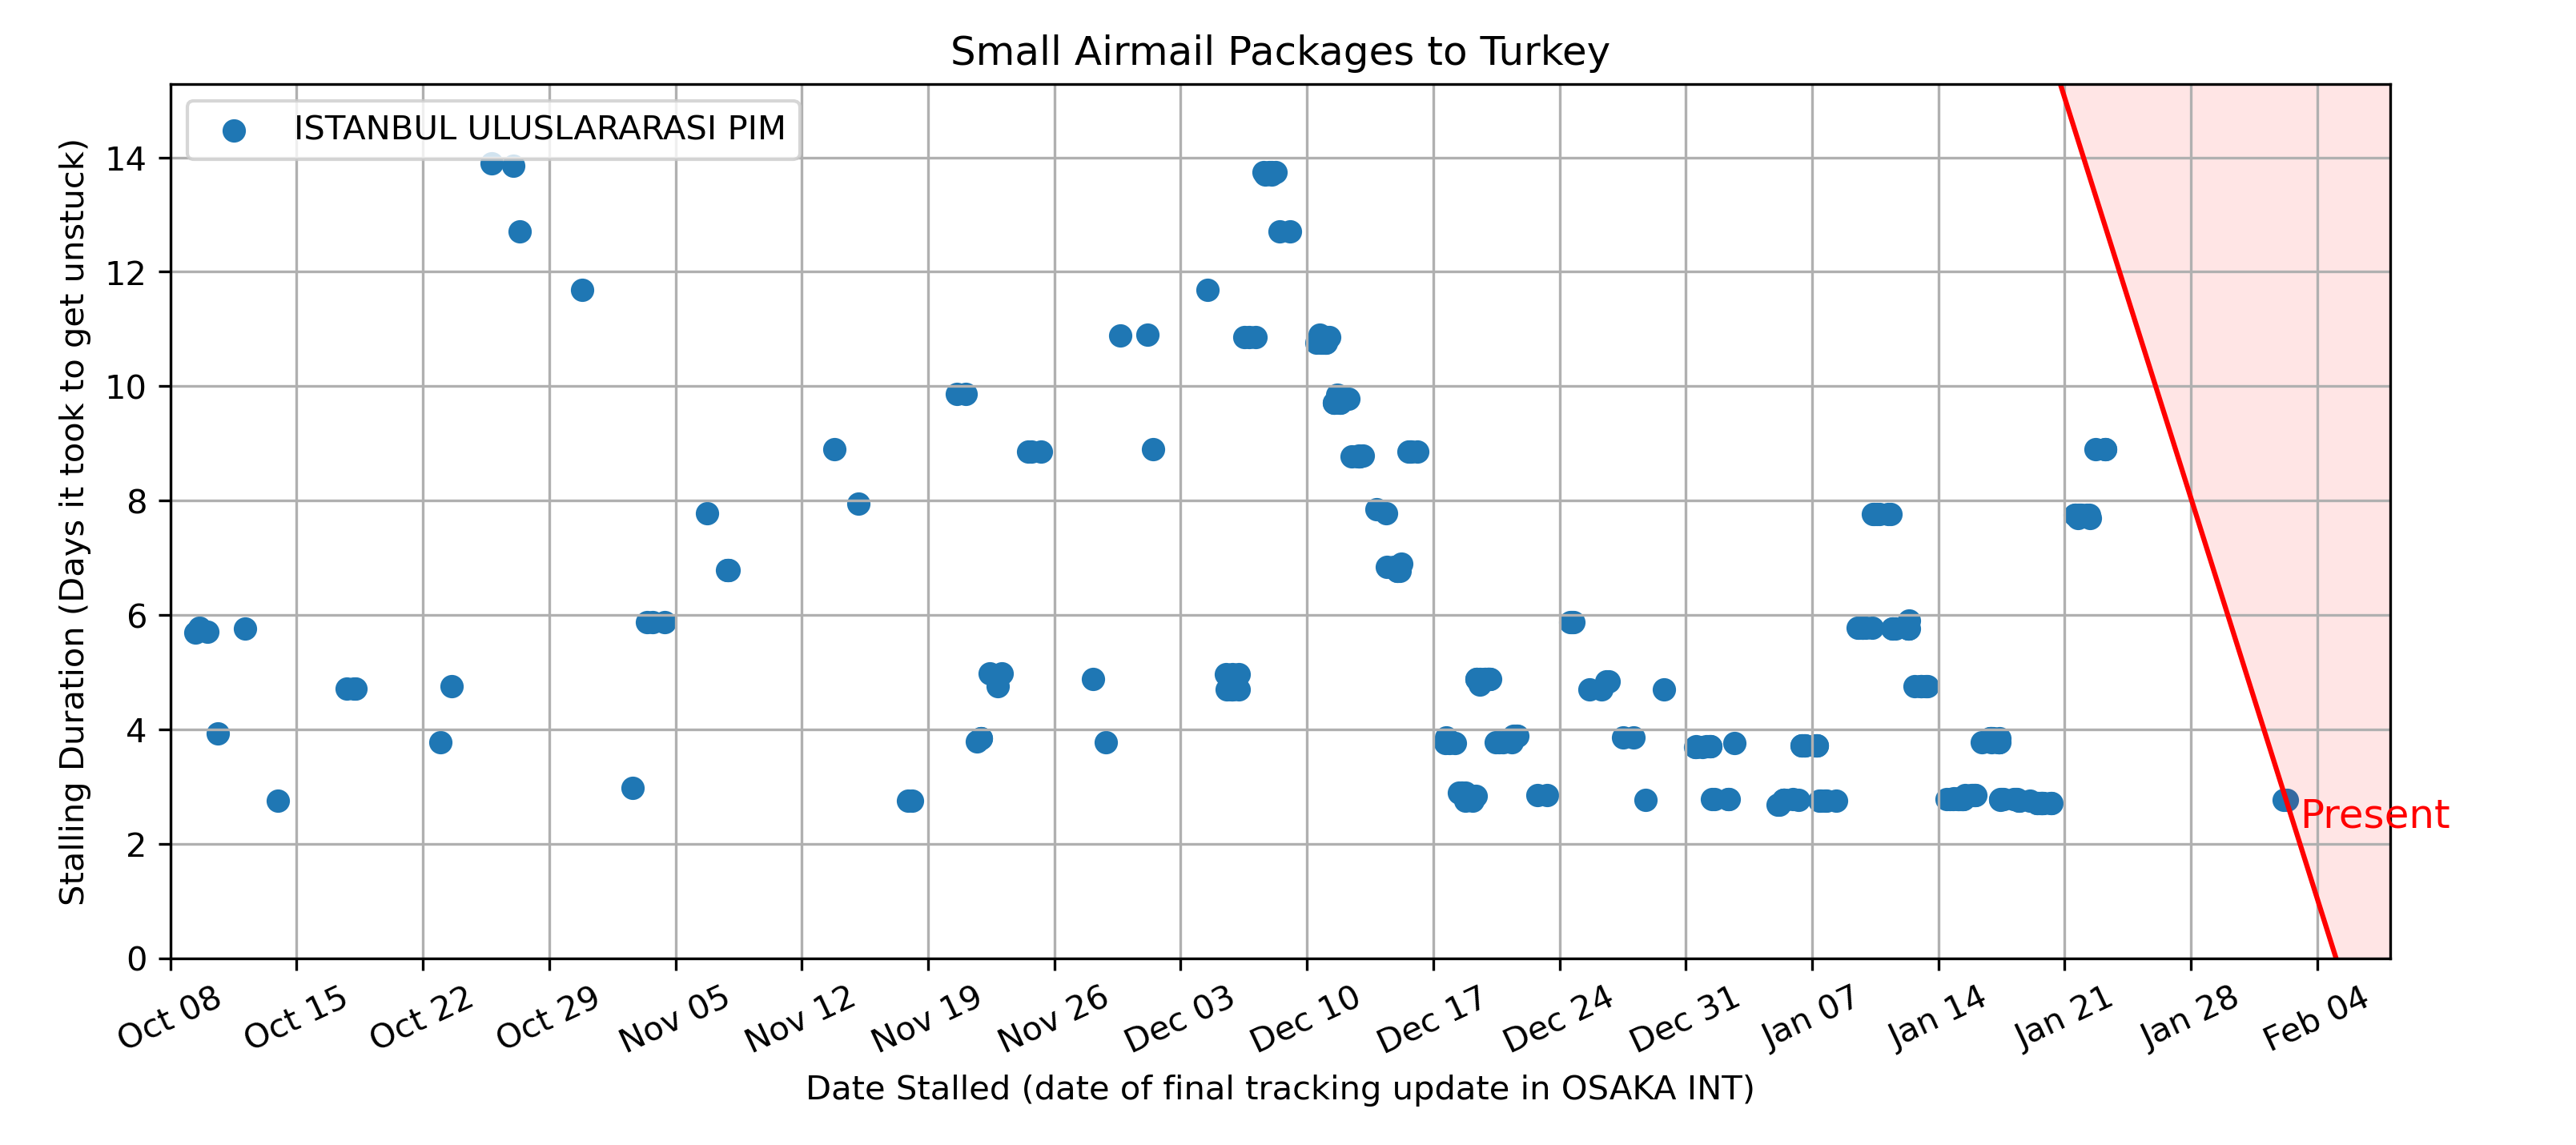 Small Airmail Packages to Turkey
ISTANBUL ULUSLARARASI PIM
Stalling Duration (Days it took to get unstuck)
14
12
10
8
6
4
2
0
Present
Oct 08
Oct 15
Oct 22
Oct 29
Nov 05
Nov 12
Nov 19
Nov 26
Dec 03
Dec 10
Dec 17
Dec 24
Dec 31
Jan 07
Jan 14
Jan 21
Jan 28
Feb 04
Date Stalled (date of final tracking update in OSAKA INT)